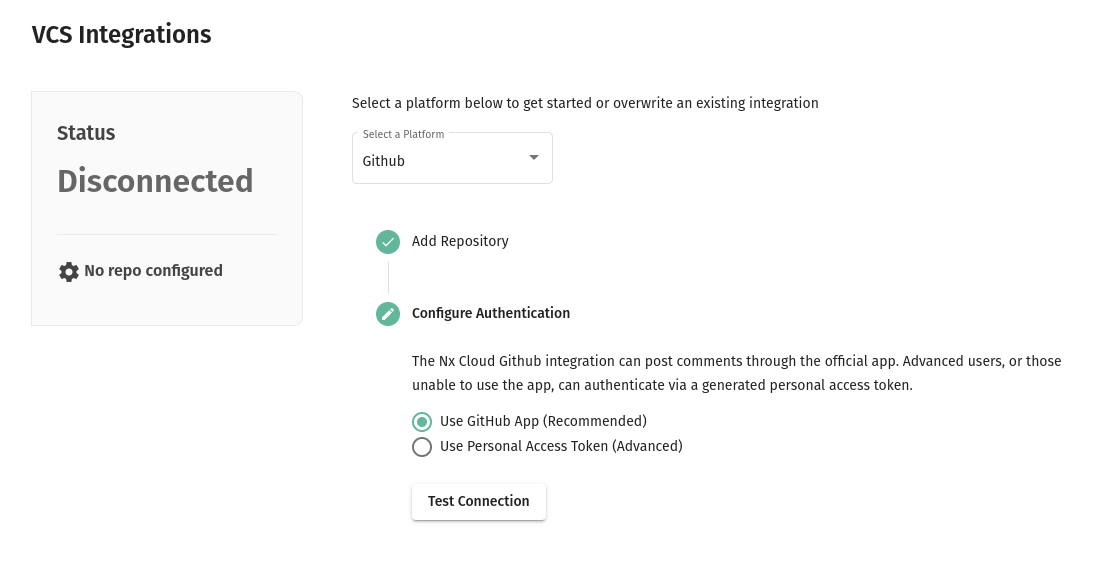 VCS Integrations
Status
Disconnected
No repo configured
Select a platform below to get started or overwrite an existing integration
Select a Platform
Github
Add Repository
Configure Authentication
The Nx Cloud Github integration can post comments through the official app. Advanced users, or those
unable to use the app, can authenticate via a generated personal access token.
Use GitHub App (Recommended)
Use Personal Access Token (Advanced)
Test Connection